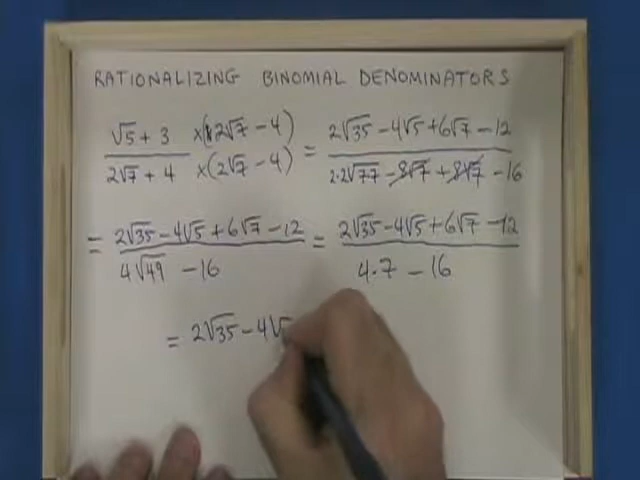 RATIONALIZING BINOMIAL DENOMINATORS
√5 + 3 ×(2√7 - 4) = 2√35 - 4√5 + 6√7 - 12
2√7 + 4 ×(2√7 - 4) 2·2√77 - 8√7 + 8√7 - 16
= 2√35 - 4√5 + 6√7 - 12 = 2√35 - 4√5 + 6√7 - 12
4√49 - 16 4·7 - 16
= 2√35 - 4√